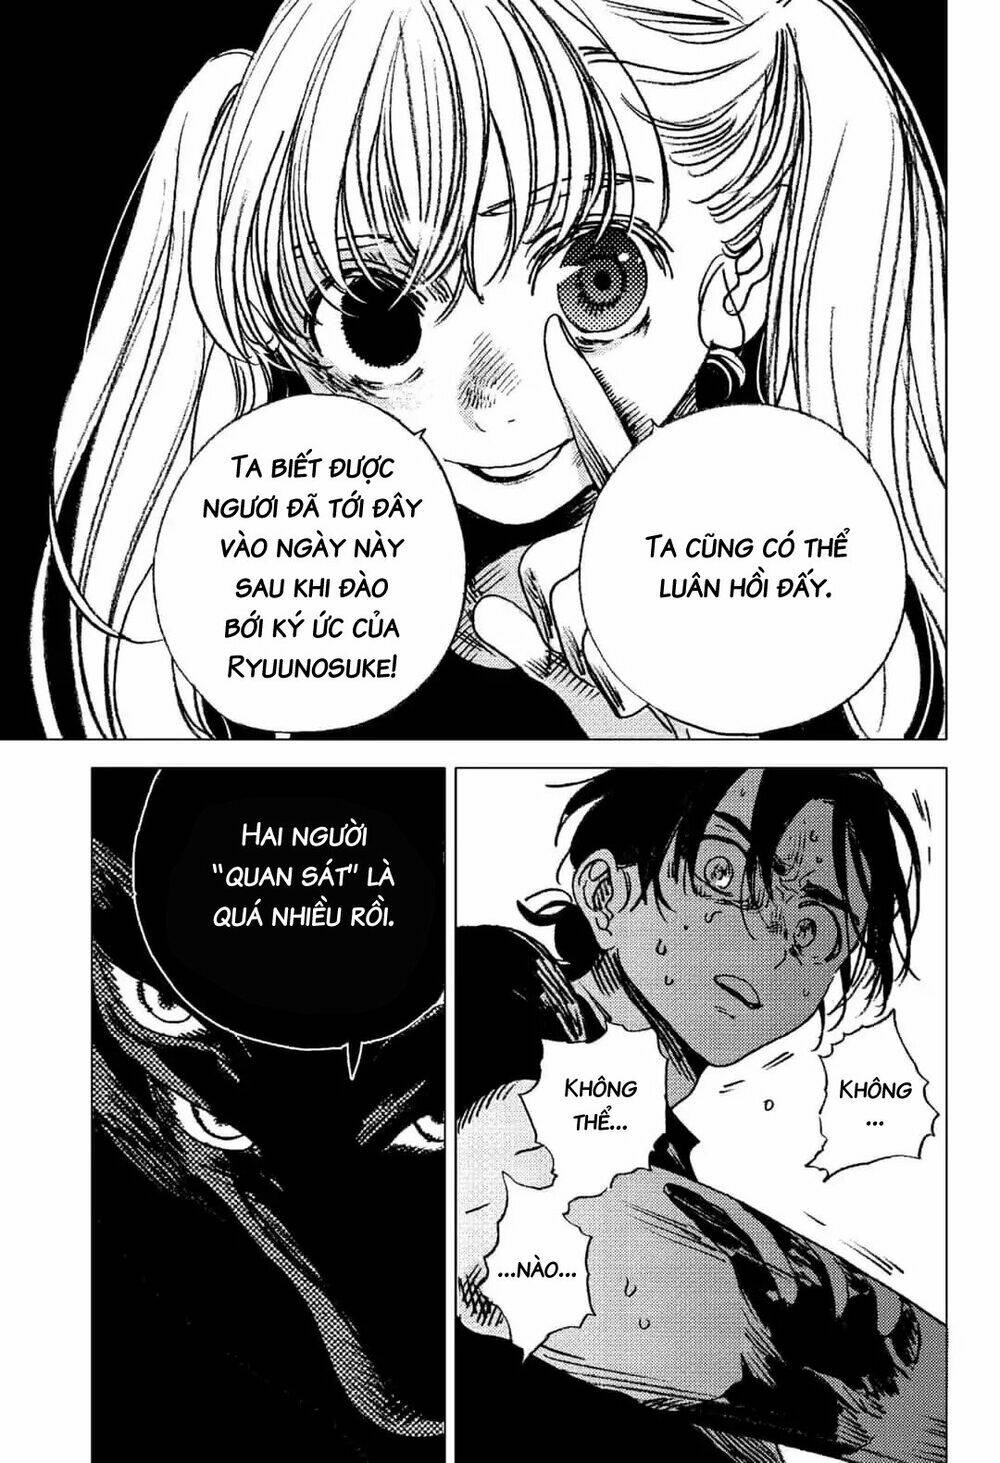 Ta cũng có thể
luân hồi đấy.
Ta biết được
ngươi đã tới đây
vào ngày này
sau khi đào
bới ký ức của
Ryuunosuke!
Không
...
Không
thể...
...nào...
Hai người
“quan sát” là
quá nhiều rồi.